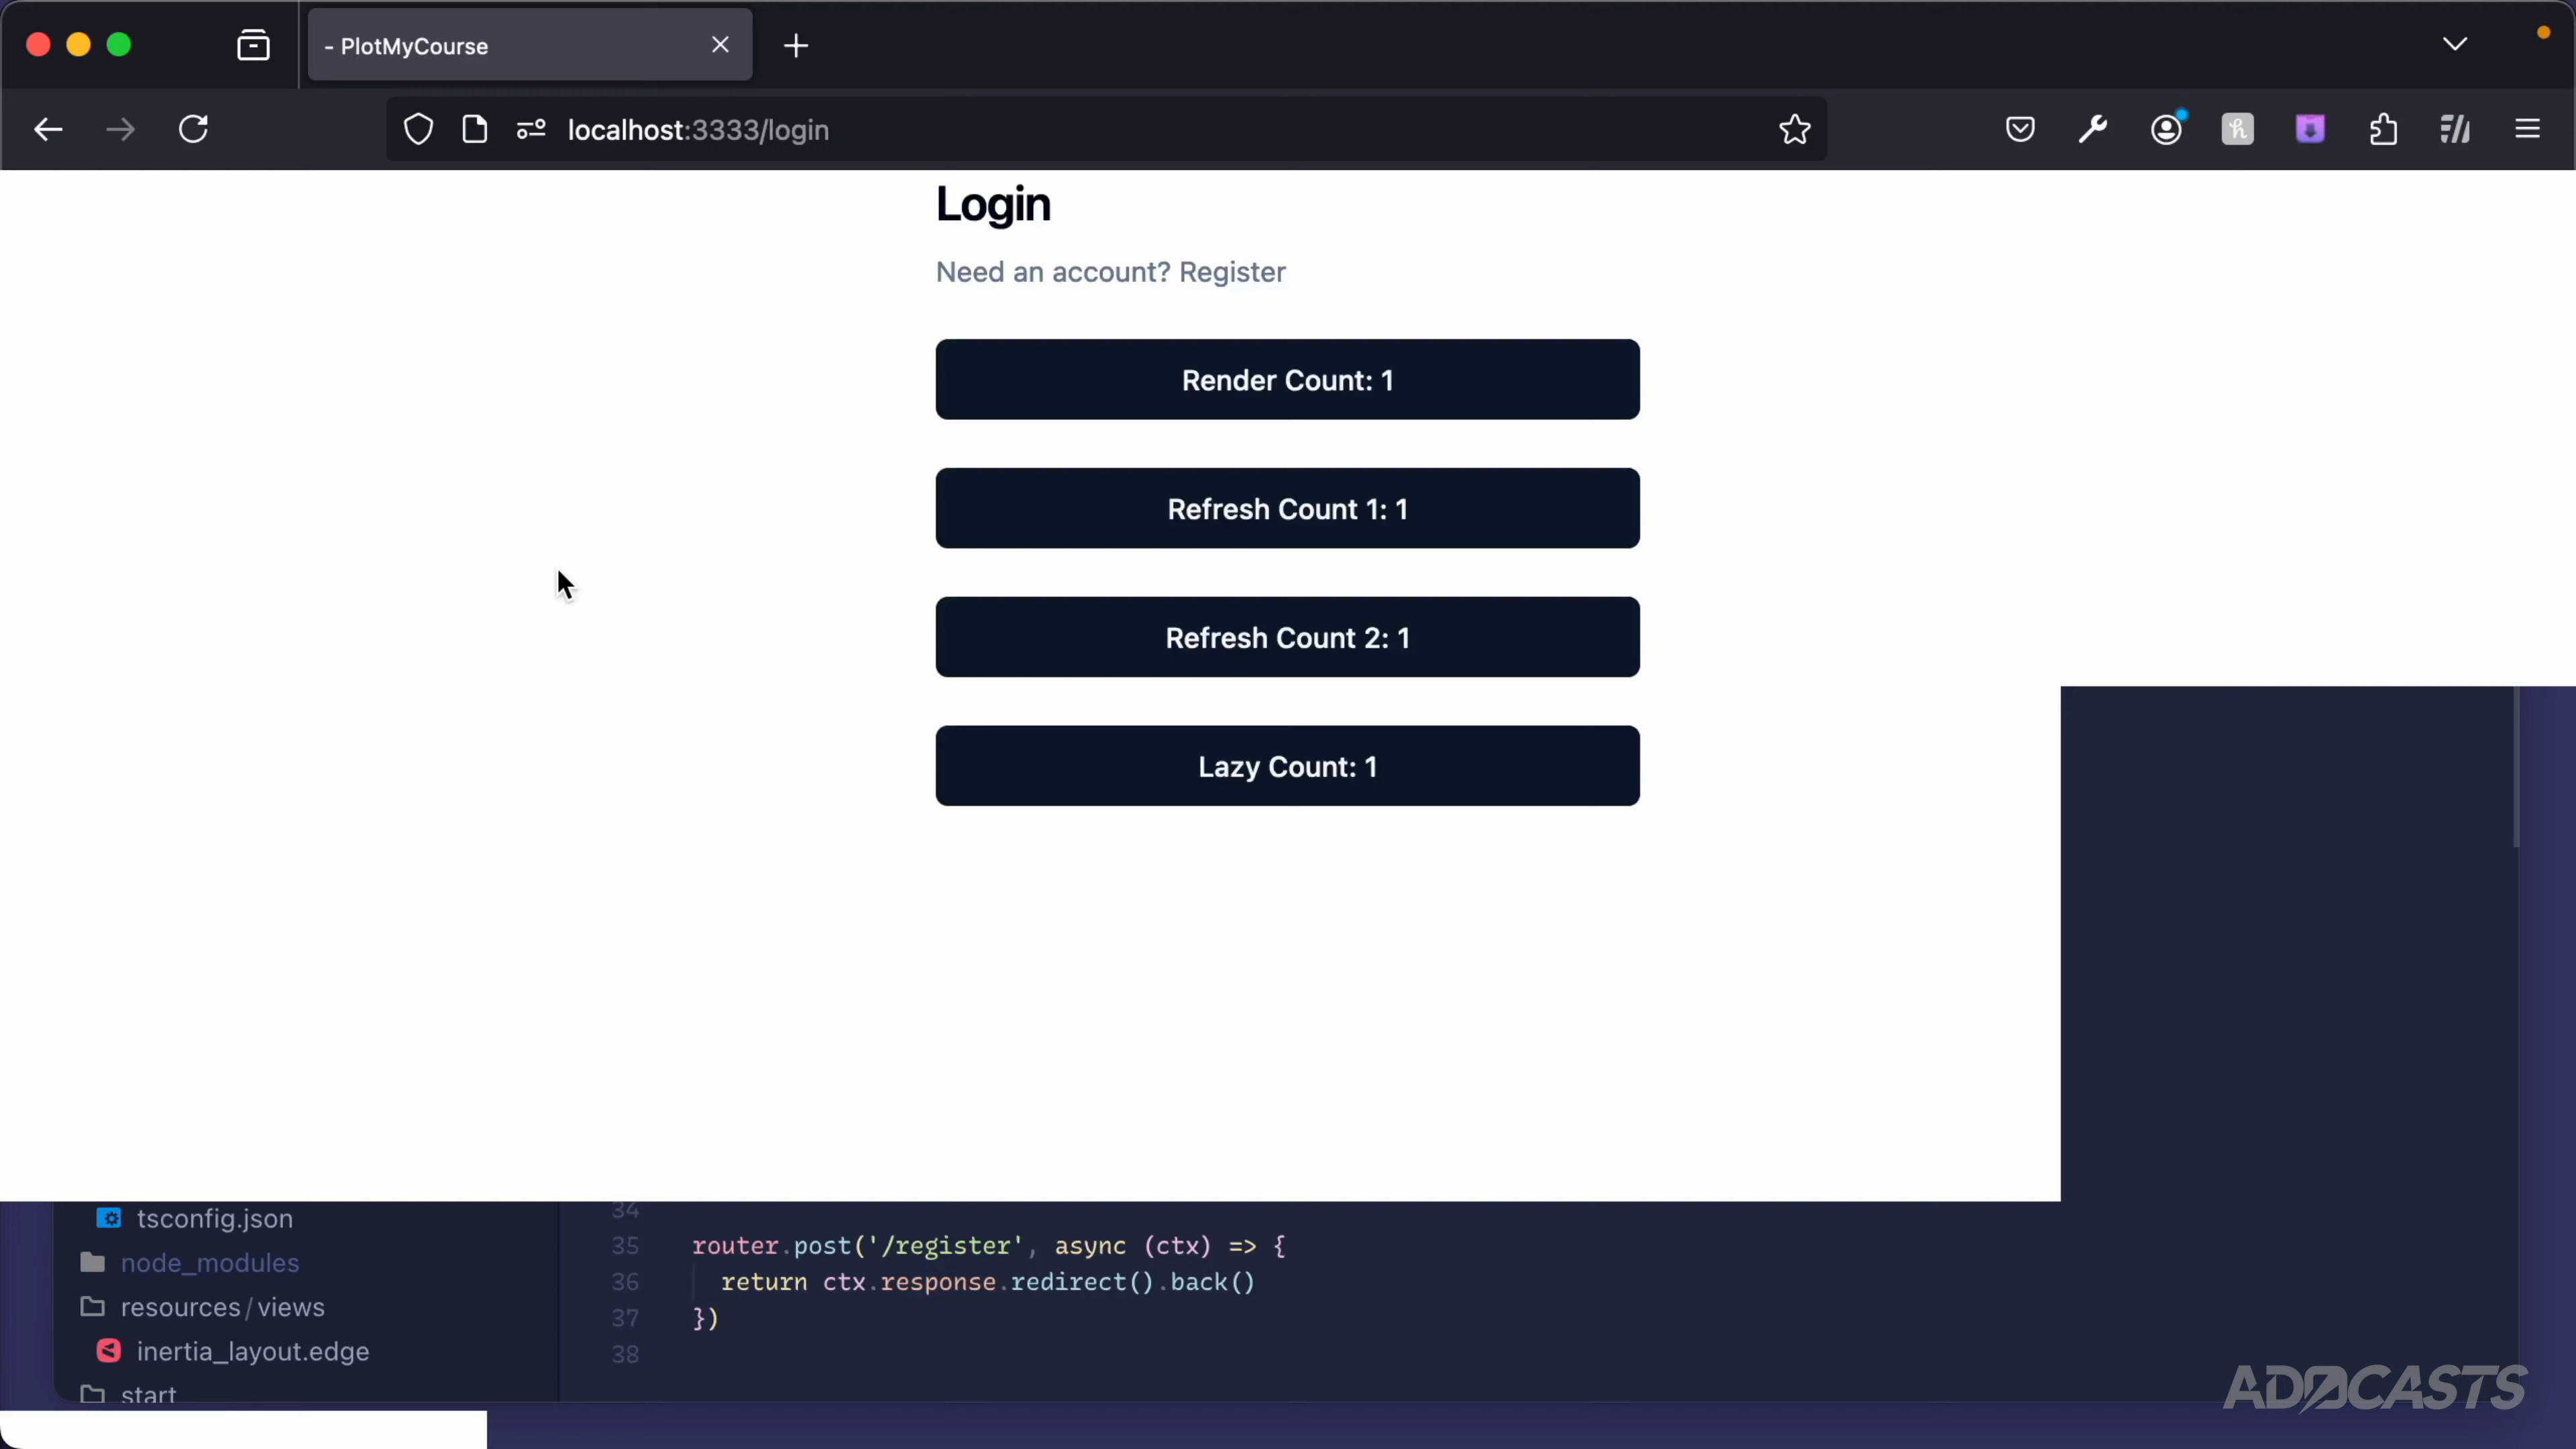 - PlotMyCourse
localhost:3333/login
Login
Need an account? Register
Render Count: 1
Refresh Count 1: 1
Refresh Count 2: 1
Lazy Count: 1
tsconfig.json
node_modules
resources/views
inertia_layout.edge
start
34
35 router.post('/register', async (ctx) => {
36 return ctx.response.redirect().back()
37 })
38
ADOCASTS